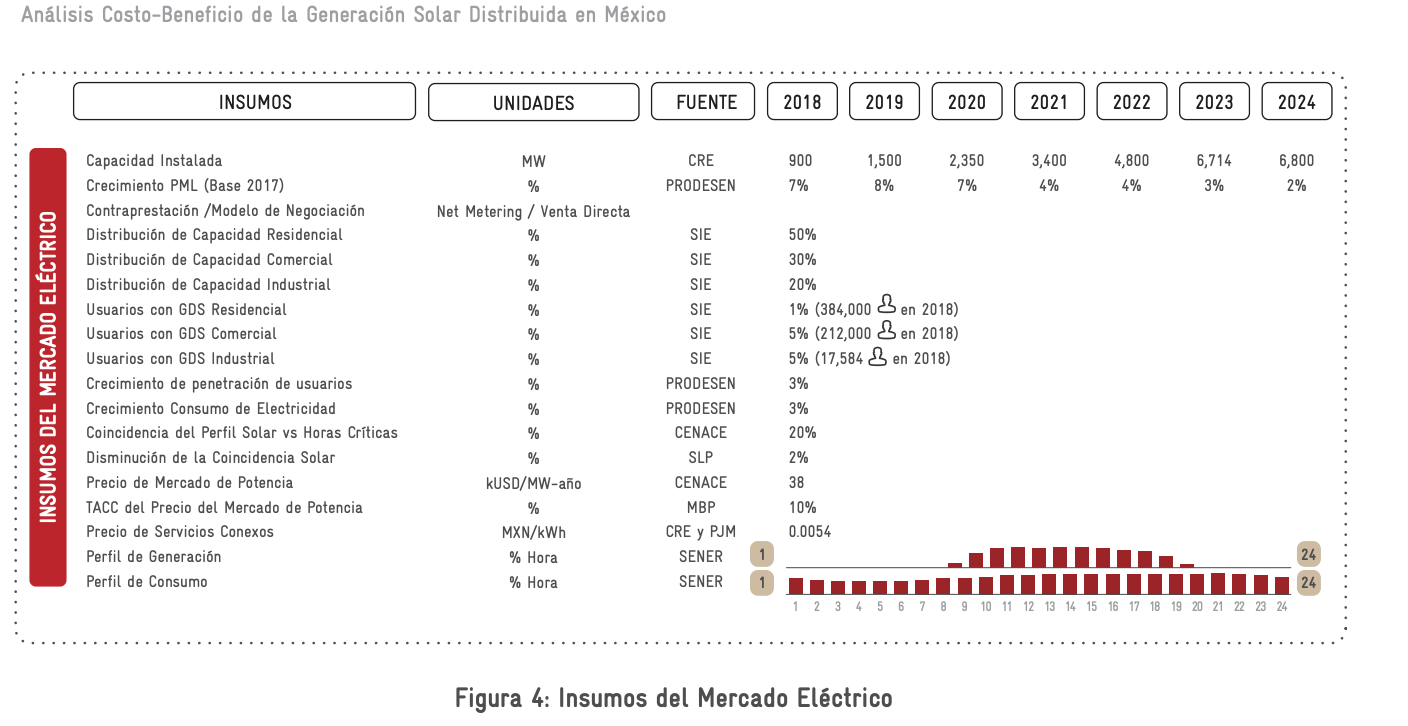 Análisis Costo-Beneficio de la Generación Solar Distribuida en México
INSUMOS UNIDADES FUENTE 2018 2019 2020 2021 2022 2023 2024
INSUMOS DEL MERCADO ELÉCTRICO
Capacidad Instalada MW CRE 900 1,500 2,350 3,400 4,800 6,714 6,800
Crecimiento PML (Base 2017) % PRODESEN 7% 8% 7% 4% 4% 3% 2%
Contraprestación /Modelo de Negociación Net Metering / Venta Directa
Distribución de Capacidad Residencial % SIE 50%
Distribución de Capacidad Comercial % SIE 30%
Distribución de Capacidad Industrial % SIE 20%
Usuarios con GDS Residencial % SIE 1% (384,000 en 2018)
Usuarios con GDS Comercial % SIE 5% (212,000 en 2018)
Usuarios con GDS Industrial % SIE 5% (17,584 en 2018)
Crecimiento de penetración de usuarios % PRODESEN 3%
Crecimiento Consumo de Electricidad % PRODESEN 3%
Coincidencia del Perfil Solar vs Horas Críticas % CENACE 20%
Disminución de la Coincidencia Solar % SLP 2%
Precio de Mercado de Potencia kUSD/MW-año CENACE 38
TACC del Precio del Mercado de Potencia % MBP 10%
Precio de Servicios Conexos MXN/kWh CRE y PJM 0.0054
Perfil de Generación % Hora SENER 1 24
Perfil de Consumo % Hora SENER 1 24
1 2 3 4 5 6 7 8 9 10 11 12 13 14 15 16 17 18 19 20 21 22 23 24
Figura 4: Insumos del Mercado Eléctrico